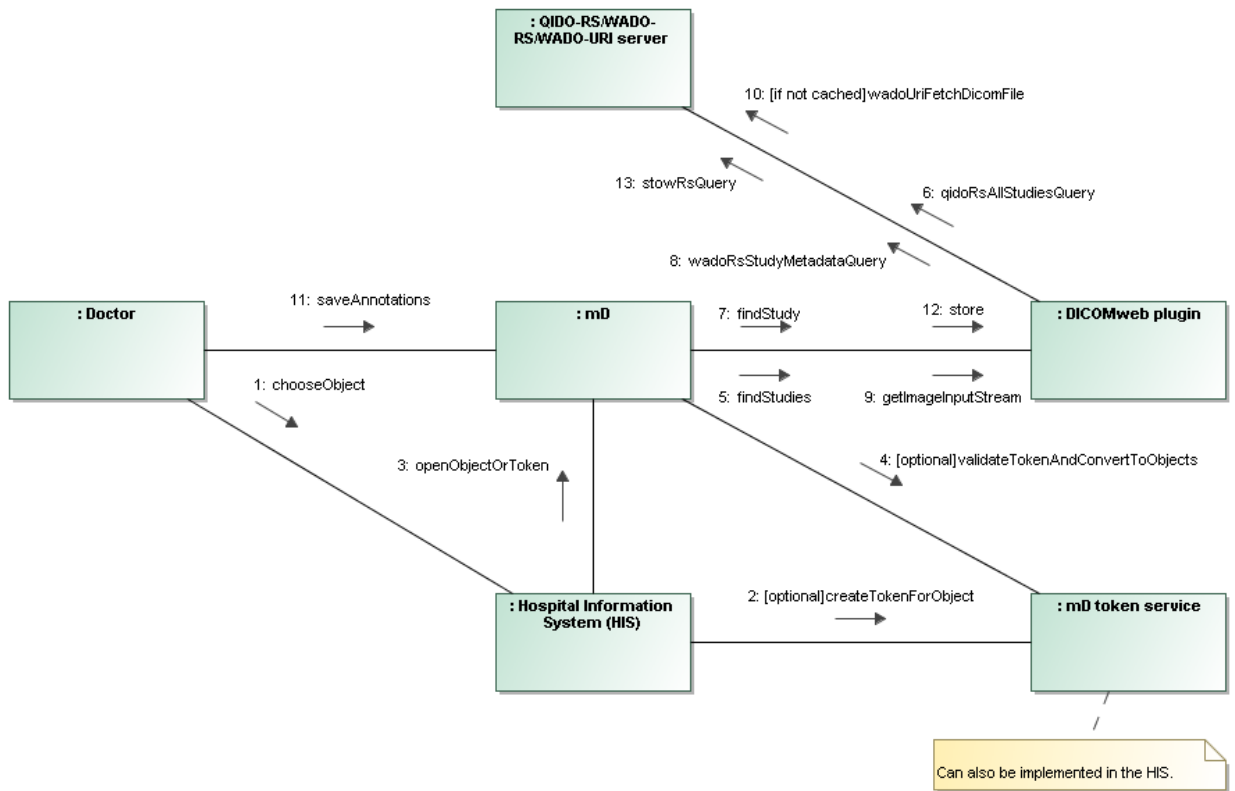 : QIDO-RS/WADO-
RS/WADO-URI server
10: [if not cached]wadoUriFetchDicomFile
13: stowRsQuery
6: qidoRsAllStudiesQuery
8: wadoRsStudyMetadataQuery
: Doctor
11: saveAnnotations
: mD
7: findStudy
12: store
: DICOMweb plugin
1: chooseObject
5: findStudies
9: getImageInputStream
3: openObjectOrToken
4: [optional]validateTokenAndConvertToObjects
: Hospital Information
System (HIS)
2: [optional]createTokenForObject
: mD token service
Can also be implemented in the HIS.